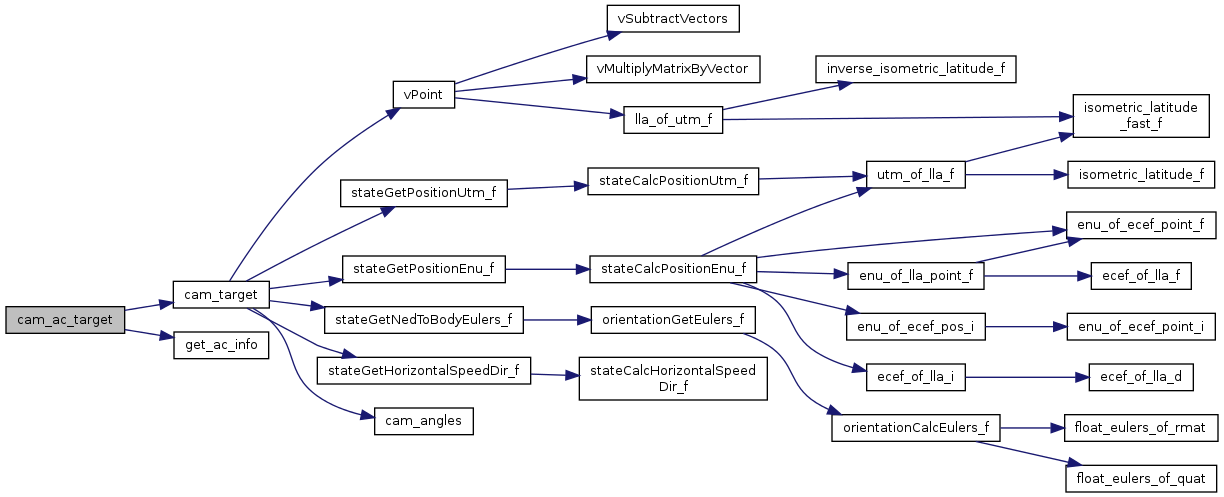 vSubtractVectors
vMultiplyMatrixByVector
inverse_isometric_latitude_f
vPoint
lla_of_utm_f
isometric_latitude
_fast_f
stateGetPositionUtm_f
stateCalcPositionUtm_f
utm_of_lla_f
isometric_latitude_f
enu_of_ecef_point_f
stateGetPositionEnu_f
stateCalcPositionEnu_f
enu_of_lla_point_f
ecef_of_lla_f
cam_target
cam_ac_target
stateGetNedToBodyEulers_f
orientationGetEulers_f
enu_of_ecef_pos_i
enu_of_ecef_point_i
get_ac_info
stateGetHorizontalSpeedDir_f
stateCalcHorizontalSpeed
Dir_f
ecef_of_lla_i
ecef_of_lla_d
cam_angles
orientationCalcEulers_f
float_eulers_of_rmat
float_eulers_of_quat